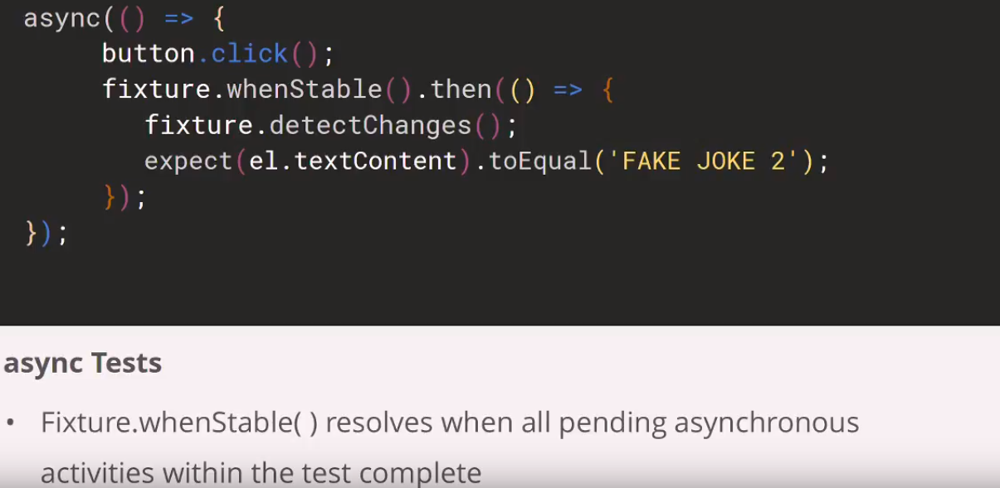 async(() => {
button.click();
fixture.whenStable().then(() => {
fixture.detectChanges();
expect(el.textContent).toEqual('FAKE JOKE 2');
});
});
async Tests
• Fixture.whenStable( ) resolves when all pending asynchronous
activities within the test complete